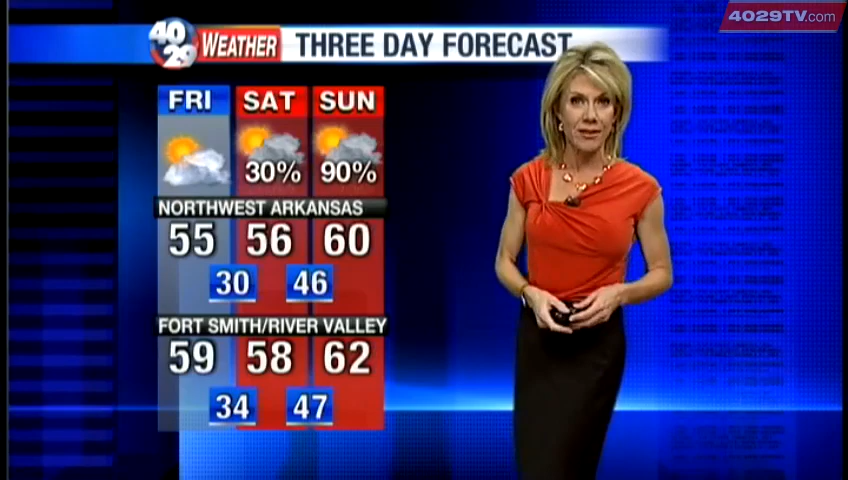 4029TV.com
40
29
WEATHER THREE DAY FORECAST
FRI SAT SUN
30% 90%
NORTHWEST ARKANSAS
55 56 60
30 46
FORT SMITH/RIVER VALLEY
59 58 62
34 47